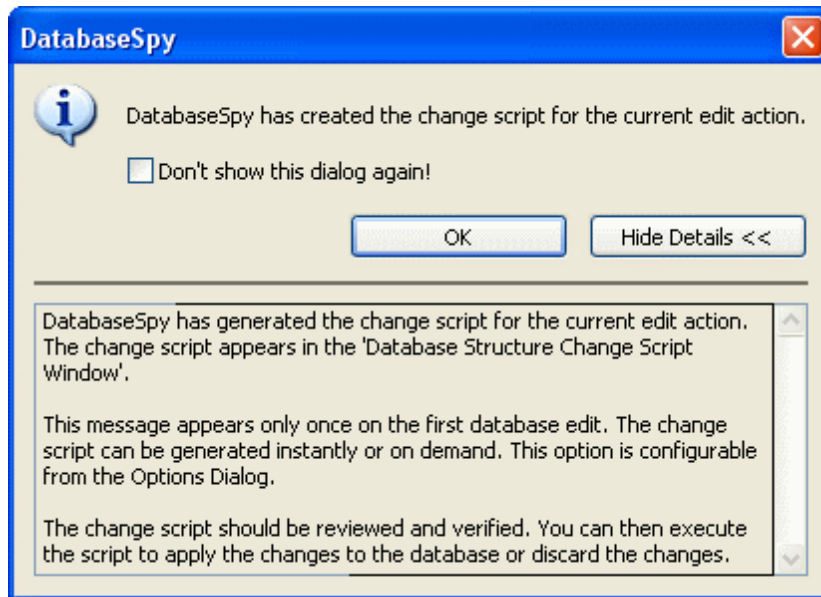 DatabaseSpy
DatabaseSpy has created the change script for the current edit action.
Don't show this dialog again!
OK
Hide Details <<
DatabaseSpy has generated the change script for the current edit action.
The change script appears in the 'Database Structure Change Script
Window'.
This message appears only once on the first database edit. The change
script can be generated instantly or on demand. This option is configurable
from the Options Dialog.
The change script should be reviewed and verified. You can then execute
the script to apply the changes to the database or discard the changes.